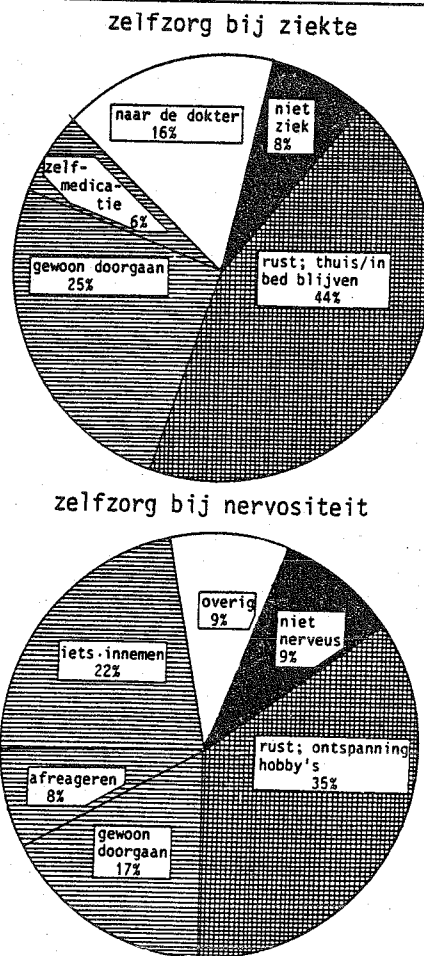 zelfzorg bij ziekte
naar de dokter
16%
niet
ziek
8%
zelf-
medica-
tie
6%
gewoon doorgaan
25%
rust; thuis/in
bed blijven
44%
zelfzorg bij nervositeit
overig
9%
niet
nerveus
9%
iets innemen
22%
rust; ontspanning
hobby's
35%
afreageren
8%
gewoon
doorgaan
17%